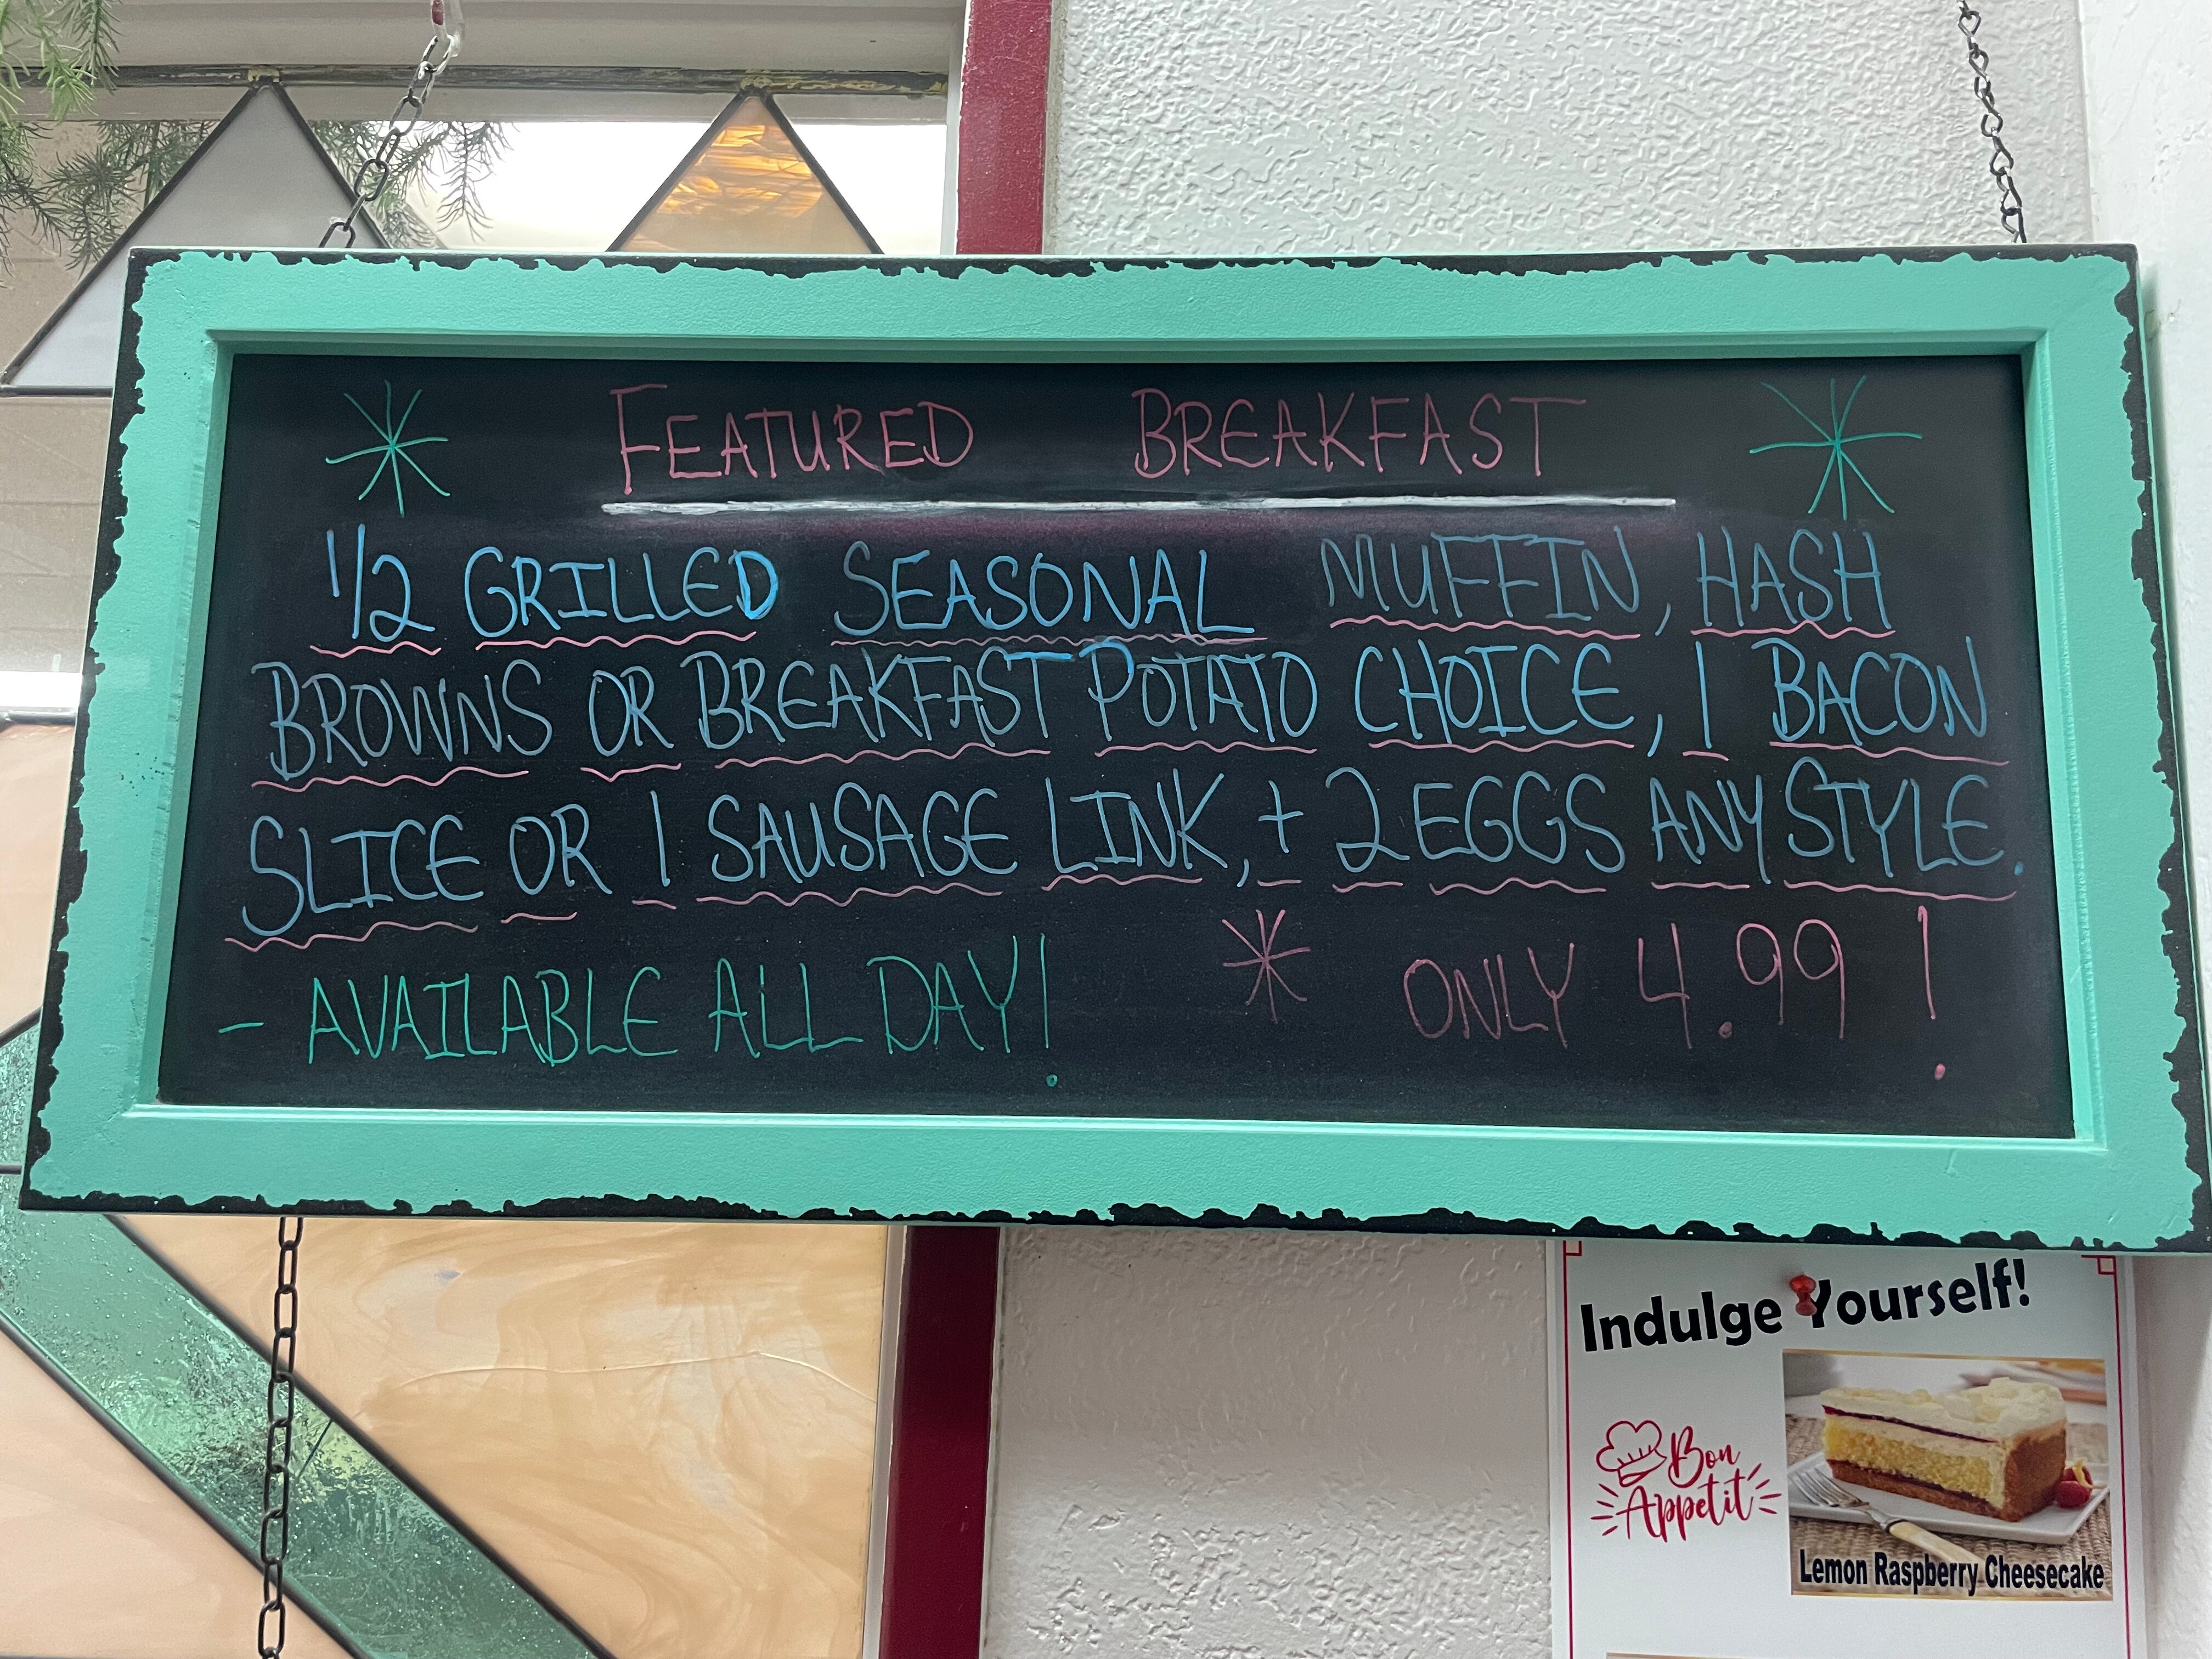 FEATURED BREAKFAST
1/2 GRILLED SEASONAL MUFFIN, HASH
BROWNS OR BREAKFAST POTATO CHOICE, 1 BACON
SLICE OR 1 SAUSAGE LINK, + 2 EGGS ANY STYLE.
- AVAILABLE ALL DAY! * ONLY 4.99!
Indulge Yourself!
Bon
Appetit
Lemon Raspberry Cheesecake